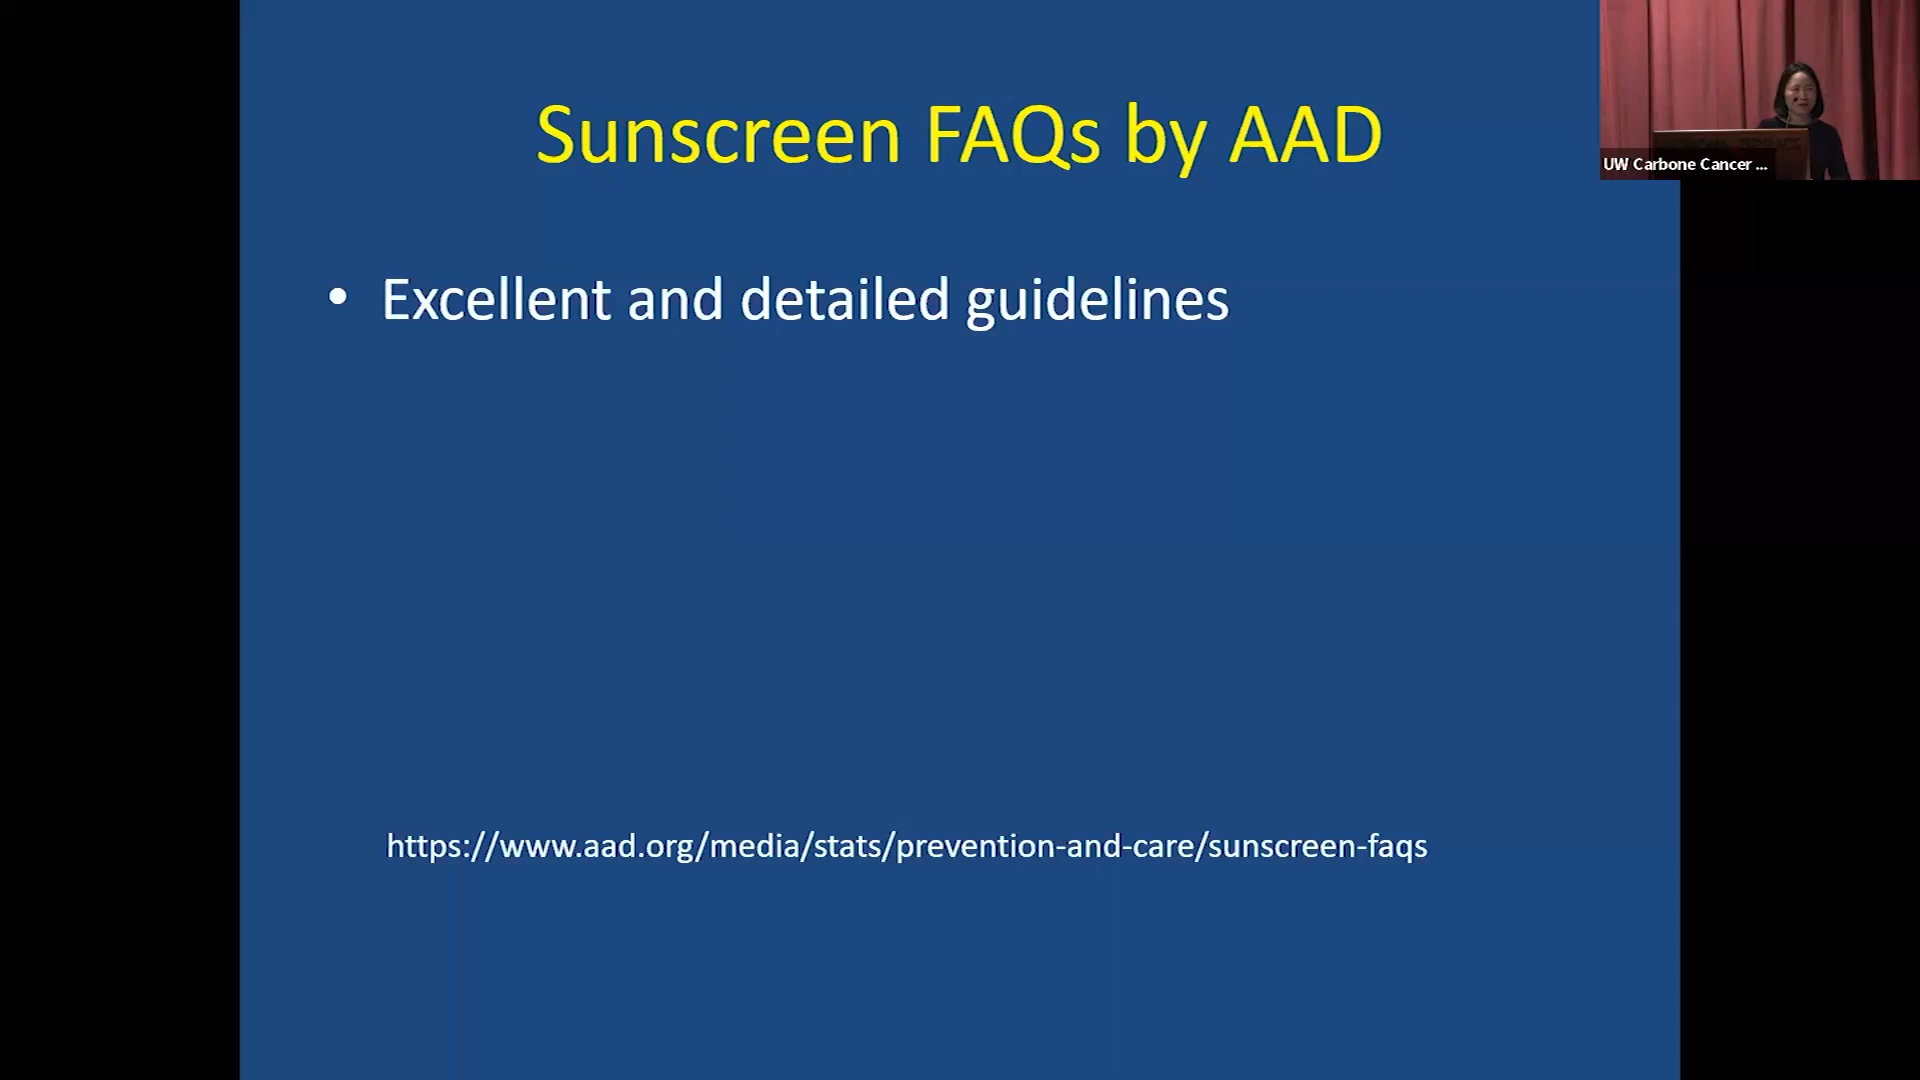 Sunscreen FAQs by AAD
UW Carbone Cancer ...
• Excellent and detailed guidelines
https://www.aad.org/media/stats/prevention-and-care/sunscreen-faqs